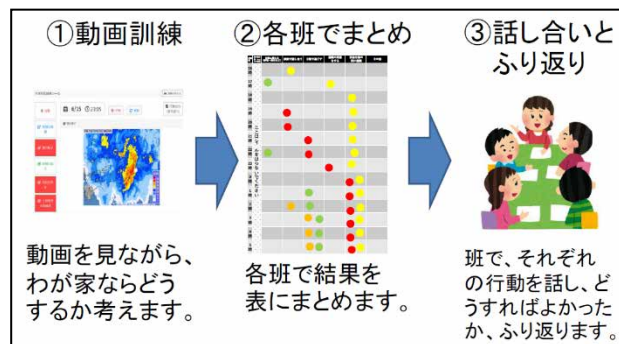 ①動画訓練
②各班でまとめ
③話し合いと
ふり返り
動画を見ながら、
わが家ならどう
するか考えます。
各班で結果を
表にまとめます。
班で、それぞれ
の行動を話し、ど
うすればよかった
か、ふり返ります。